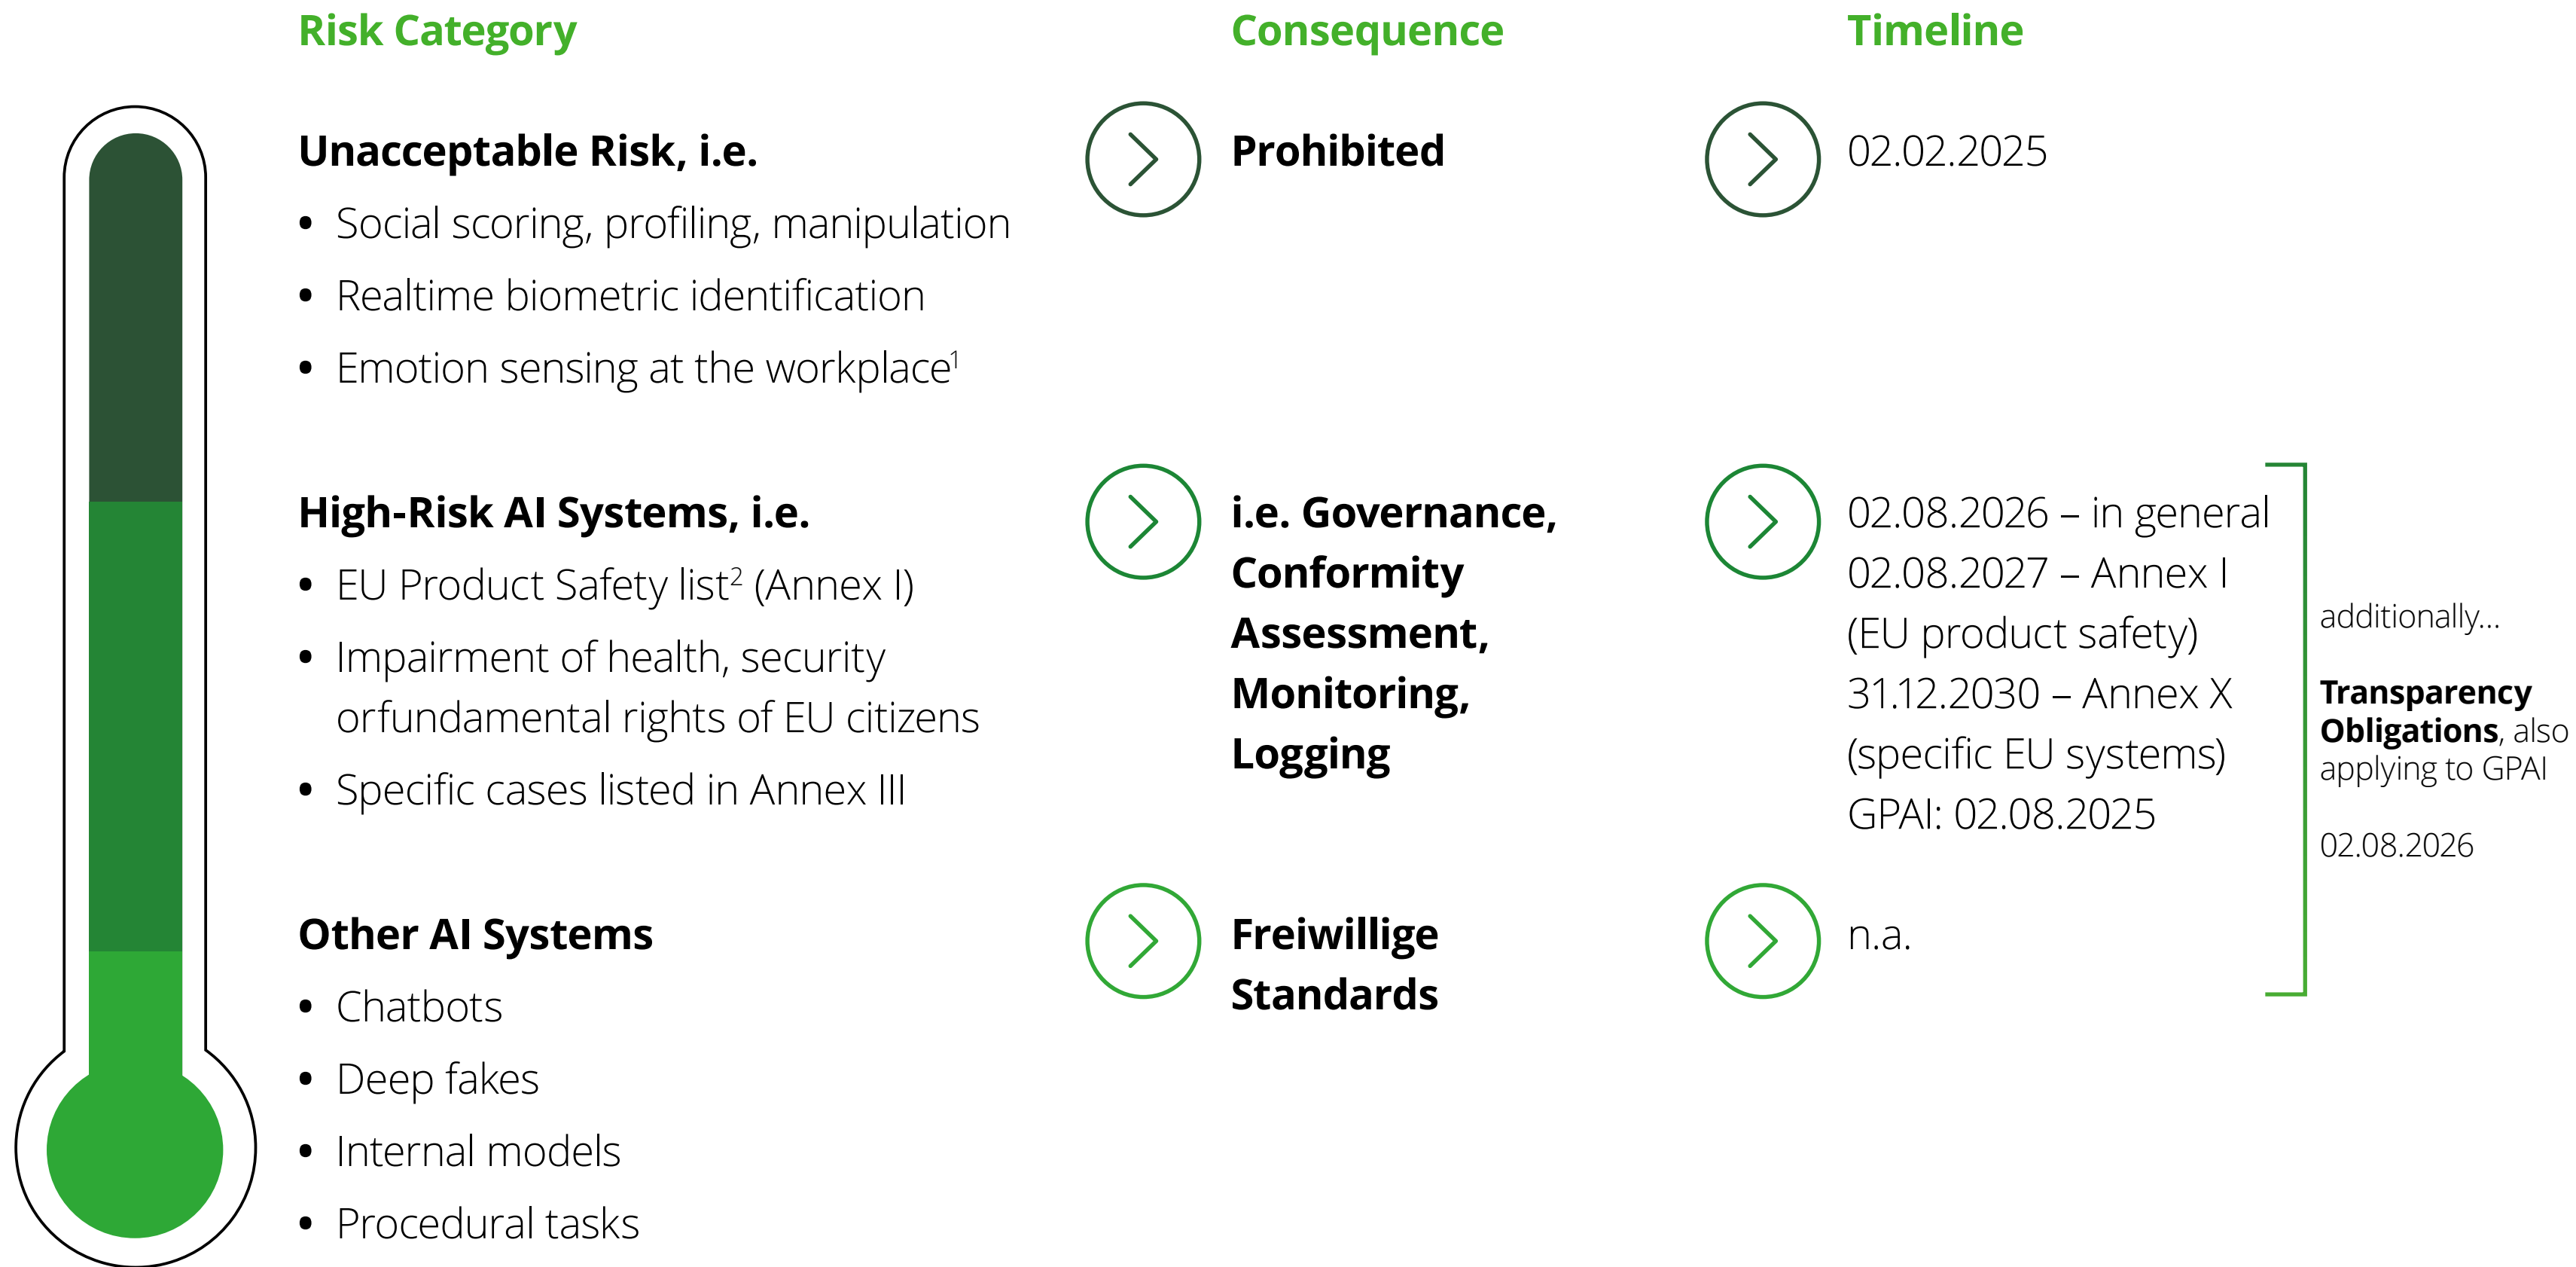 Risk Category
Consequence
Timeline
Unacceptable Risk, i.e.
• Social scoring, profiling, manipulation
• Realtime biometric identification
• Emotion sensing at the workplace¹
Prohibited
02.02.2025
High-Risk AI Systems, i.e.
• EU Product Safety list² (Annex I)
• Impairment of health, security
orfundamental rights of EU citizens
• Specific cases listed in Annex III
i.e. Governance,
Conformity
Assessment,
Monitoring,
Logging
02.08.2026 – in general
02.08.2027 – Annex I
(EU product safety)
31.12.2030 – Annex X
(specific EU systems)
GPAI: 02.08.2025
additionally...
Transparency
Obligations, also
applying to GPAI
02.08.2026
Other AI Systems
• Chatbots
• Deep fakes
• Internal models
• Procedural tasks
Freiwillige
Standards
n.a.